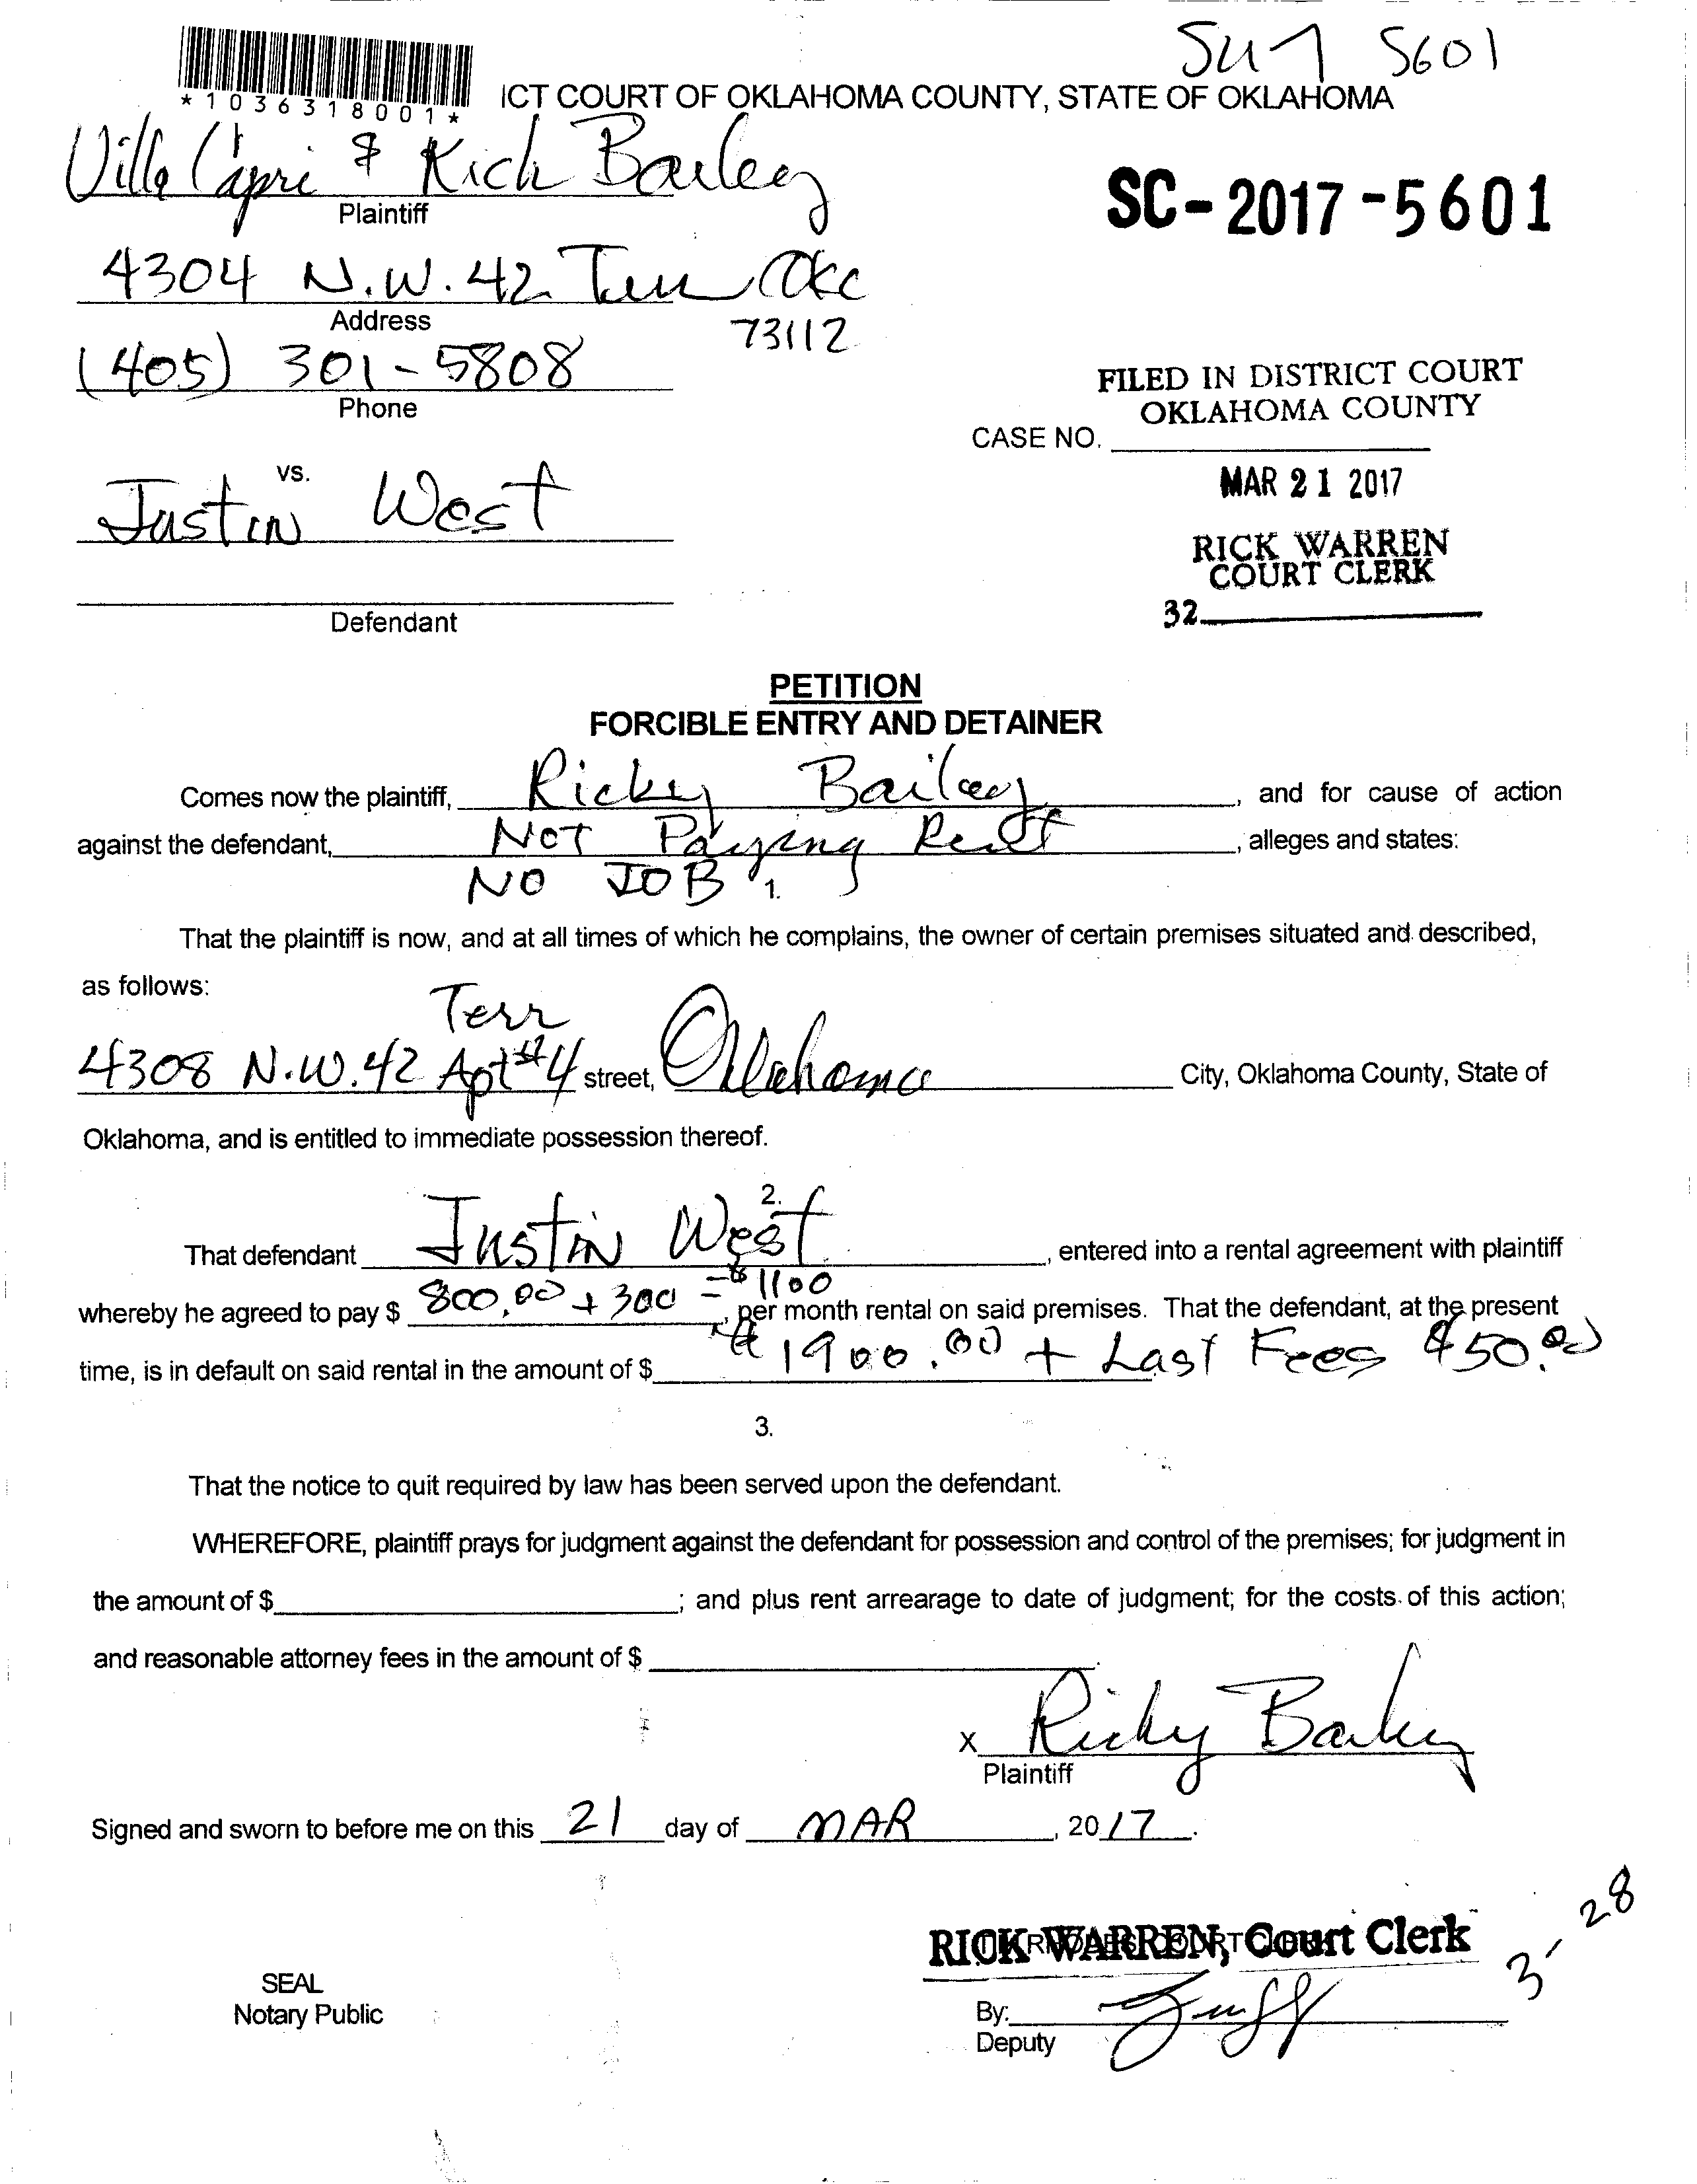 5601
*1036318001*
ICT COURT OF OKLAHOMA COUNTY, STATE OF OKLAHOMA
Villa Capri & Rick Bailey
Plaintiff
SC-2017-5601
4304 N.W. 42 Terr OKC
Address
73112
(405) 301-5808
Phone
FILED IN DISTRICT COURT
OKLAHOMA COUNTY
CASE NO.
vs.
Justin West
MAR 21 2017
RICK WARREN
COURT CLERK
32
Defendant
PETITION
FORCIBLE ENTRY AND DETAINER
Comes now the plaintiff, Ricky Bailey, and for cause of action
against the defendant, Not Paying Rent, alleges and states:
NO JOB
1.
That the plaintiff is now, and at all times of which he complains, the owner of certain premises situated and described,
as follows:
Terr
4308 N.W. 42 Apt #4 street, Oklahoma City, Oklahoma County, State of
Oklahoma, and is entitled to immediate possession thereof.
2.
That defendant Justin West, entered into a rental agreement with plaintiff
whereby he agreed to pay $ 800.00 + 300 = $1100, per month rental on said premises. That the defendant, at the present
time, is in default on said rental in the amount of $ $1900.00 + Last Fees $50.00
3.
That the notice to quit required by law has been served upon the defendant.
WHEREFORE, plaintiff prays for judgment against the defendant for possession and control of the premises; for judgment in
the amount of $ ; and plus rent arrearage to date of judgment; for the costs of this action;
and reasonable attorney fees in the amount of $ .
X Ricky Bailey
Plaintiff
Signed and sworn to before me on this 21 day of MAR, 2017.
3-28
RICK WARREN, Court Clerk
SEAL
Notary Public
By:
Deputy